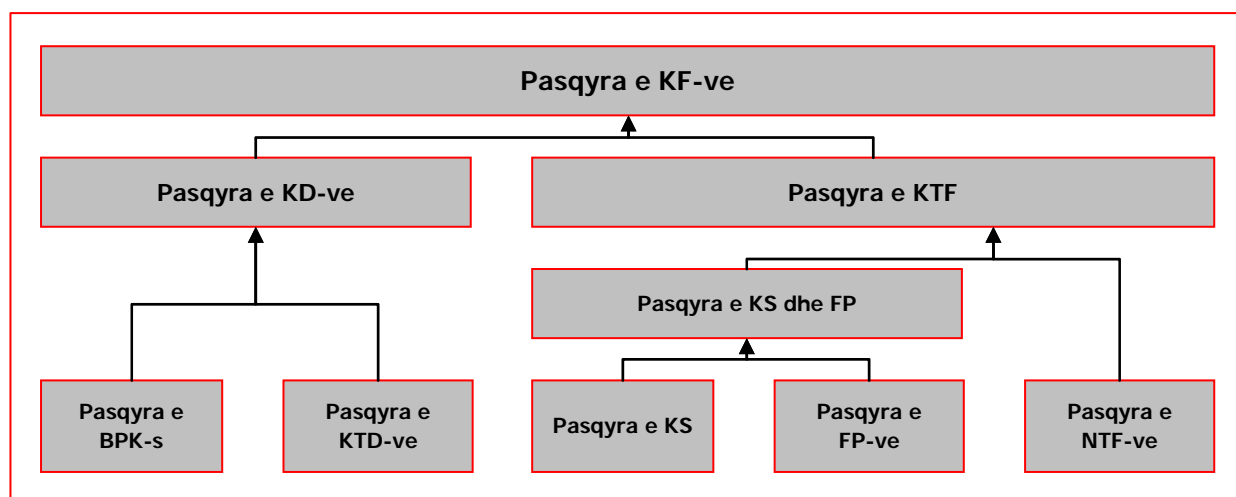 Pasqyra e KF-ve
Pasqyra e KD-ve
Pasqyra e KTF
Pasqyra e KS dhe FP
Pasqyra e
BPK-s
Pasqyra e
KTD-ve
Pasqyra e KS
Pasqyra e
FP-ve
Pasqyra e
NTF-ve